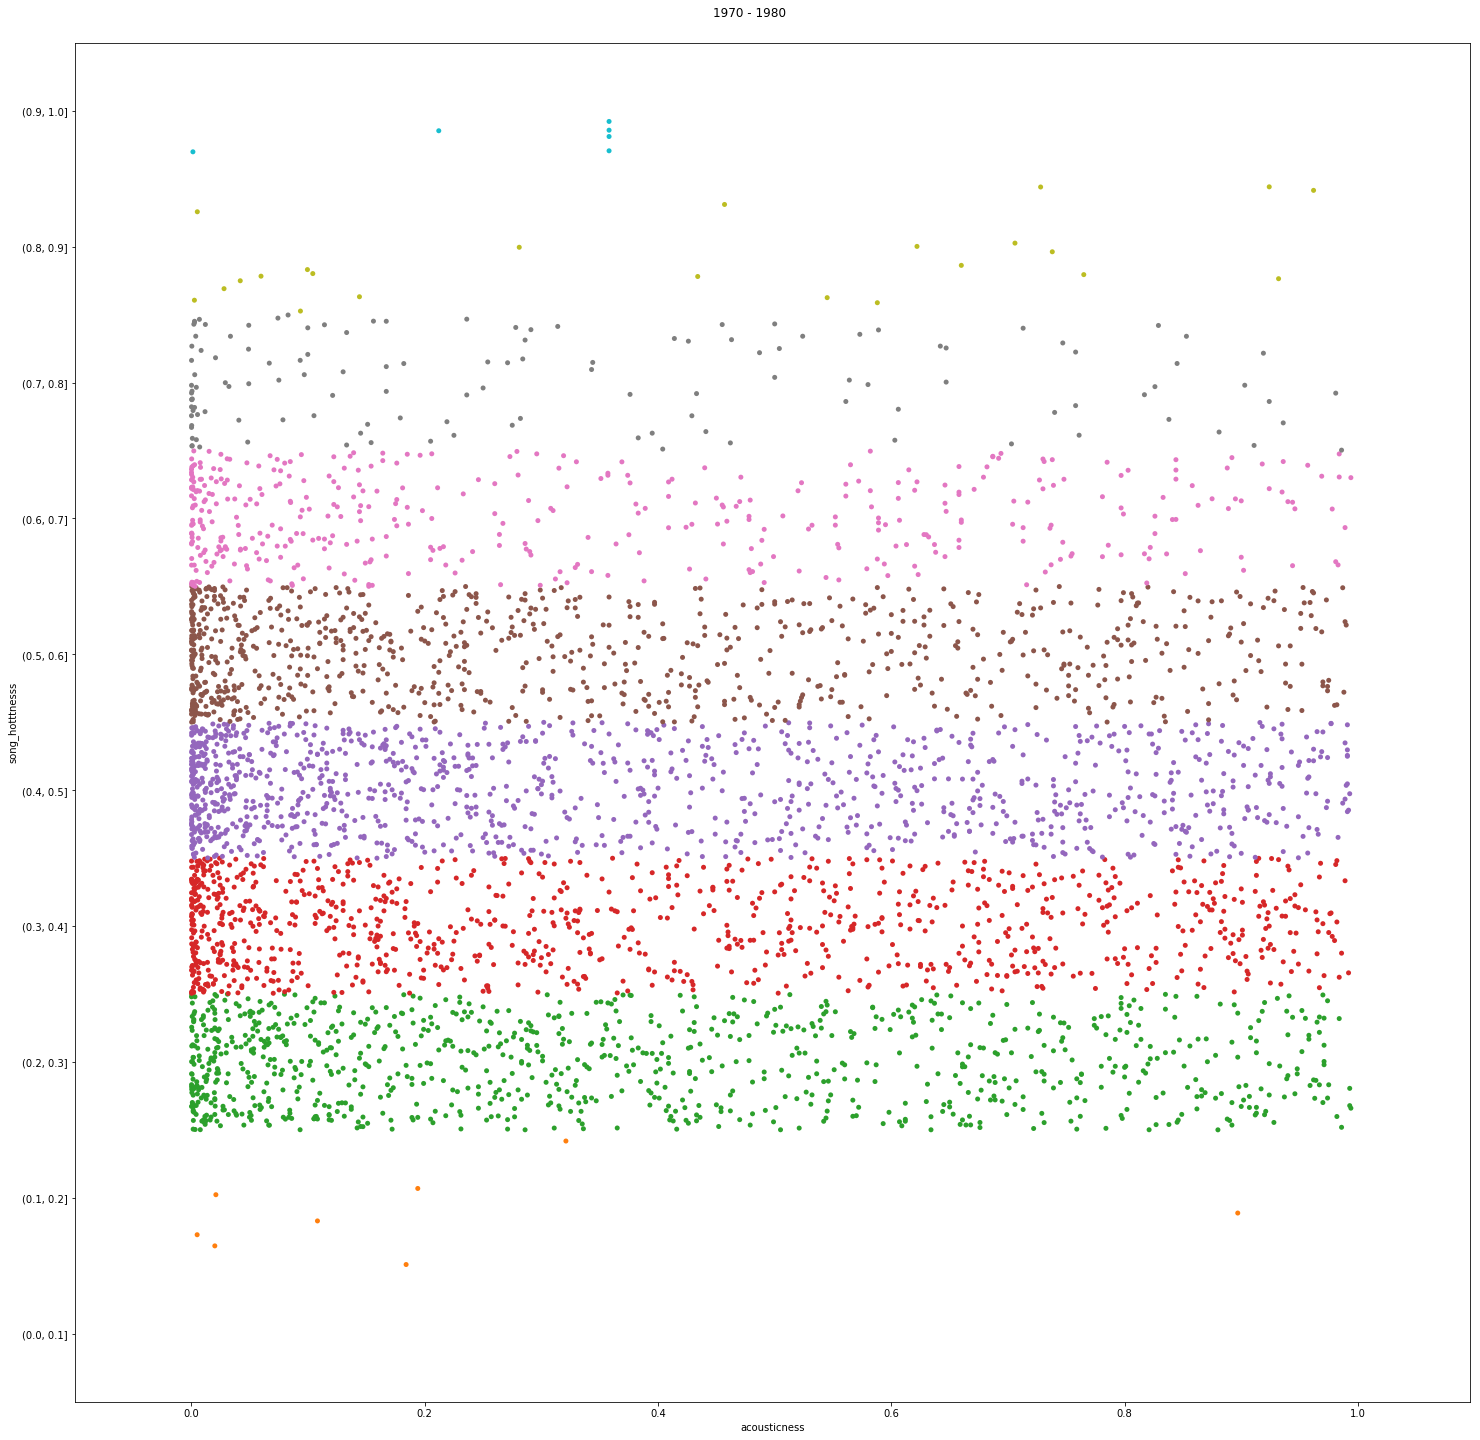 1970 - 1980
(0.9, 1.0]
(0.8, 0.9]
(0.7, 0.8]
(0.6, 0.7]
(0.5, 0.6]
(0.4, 0.5]
(0.3, 0.4]
(0.2, 0.3]
(0.1, 0.2]
(0.0, 0.1]
song_hotttnesss
0.0 0.2 0.4 0.6 0.8 1.0
acousticness